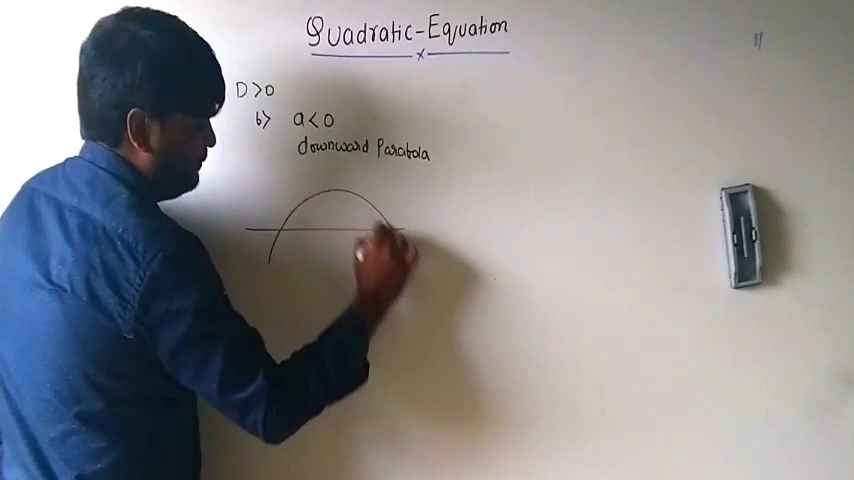 Quadratic-Equation
x
D>0
b> a<0
downward Parabola